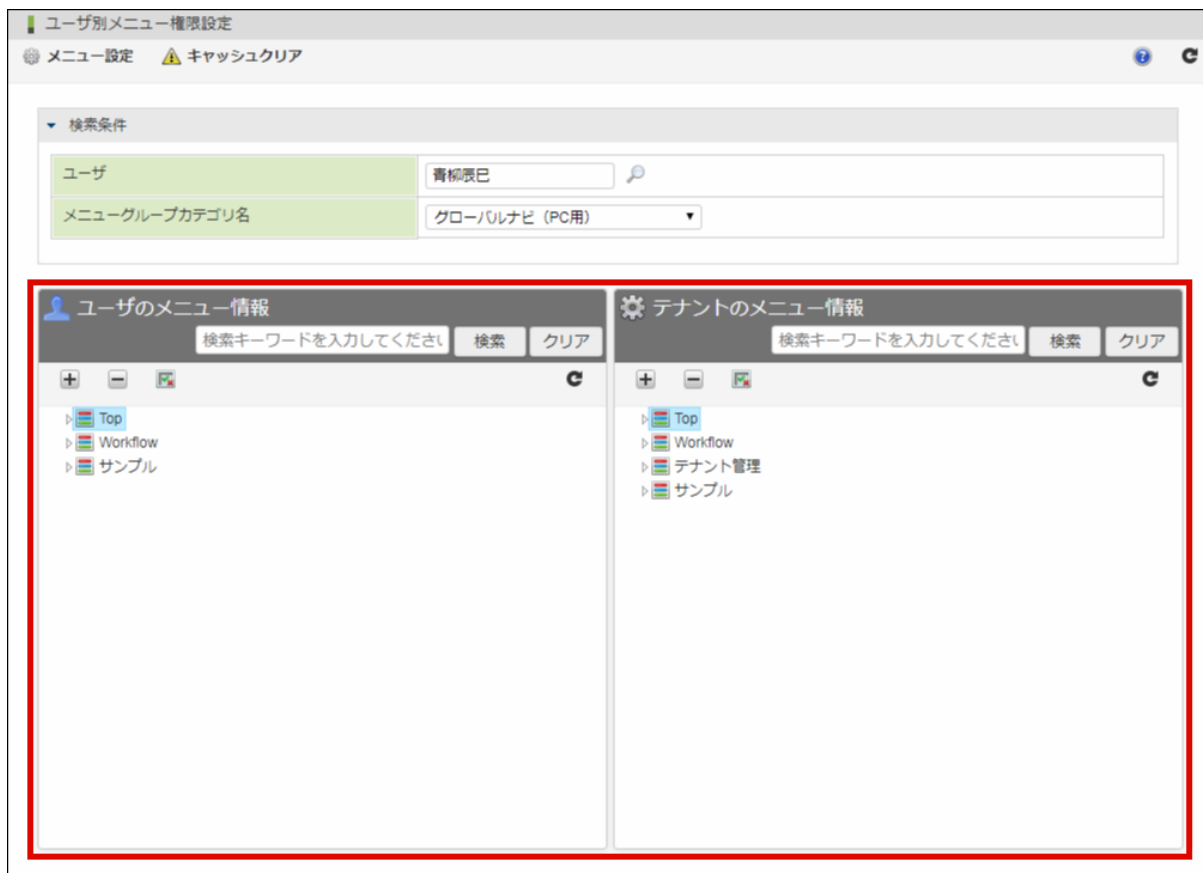 ユーザ別メニュー権限設定
メニュー設定 キャッシュクリア
検索条件
ユーザ 青柳辰巳
メニューグループカテゴリ名 グローバルナビ（PC用）
ユーザのメニュー情報
検索キーワードを入力してくださ 検索 クリア
Top
Workflow
サンプル
テナントのメニュー情報
検索キーワードを入力してくださ 検索 クリア
Top
Workflow
テナント管理
サンプル